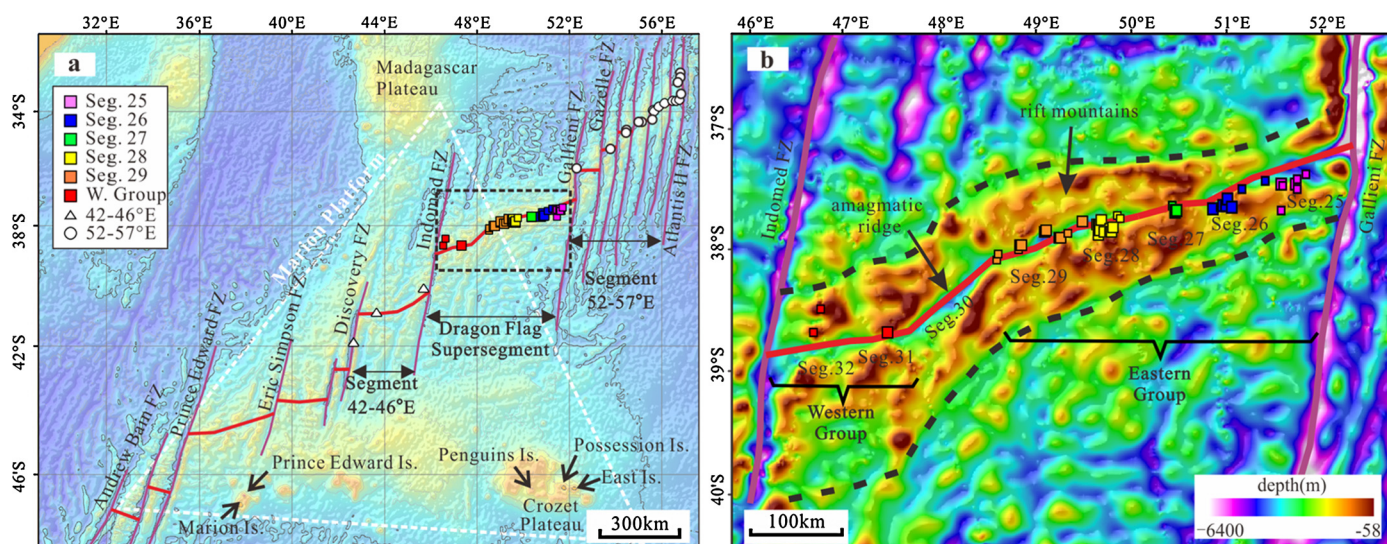 32°E 36°E 40°E 44°E 48°E 52°E 56°E
a
Seg. 25
Seg. 26
Seg. 27
Seg. 28
Seg. 29
W. Group
42-46°E
52-57°E
34°S
38°S
42°S
46°S
Madagascar
Plateau
Marion Platform
Indomed FZ
Gallieni FZ
Gazelle FZ
Atlantis II FZ
Discovery FZ
Eric Simpson FZ
Prince Edward FZ
Andrew Bain FZ
Segment
52-57°E
Dragon Flag
Supersegment
Segment
42-46°E
Prince Edward Is.
Marion Is.
Penguins Is.
Possession Is.
East Is.
Crozet
Plateau
300km
46°E 47°E 48°E 49°E 50°E 51°E 52°E
b
37°S
38°S
39°S
40°S
Indomed FZ
Gallieni FZ
rift mountains
amagmatic
ridge
Seg.25
Seg.26
Seg.27
Seg.28
Seg.29
Seg.30
Seg.31
Seg.32
Western
Group
Eastern
Group
100km
depth(m)
-6400 -58